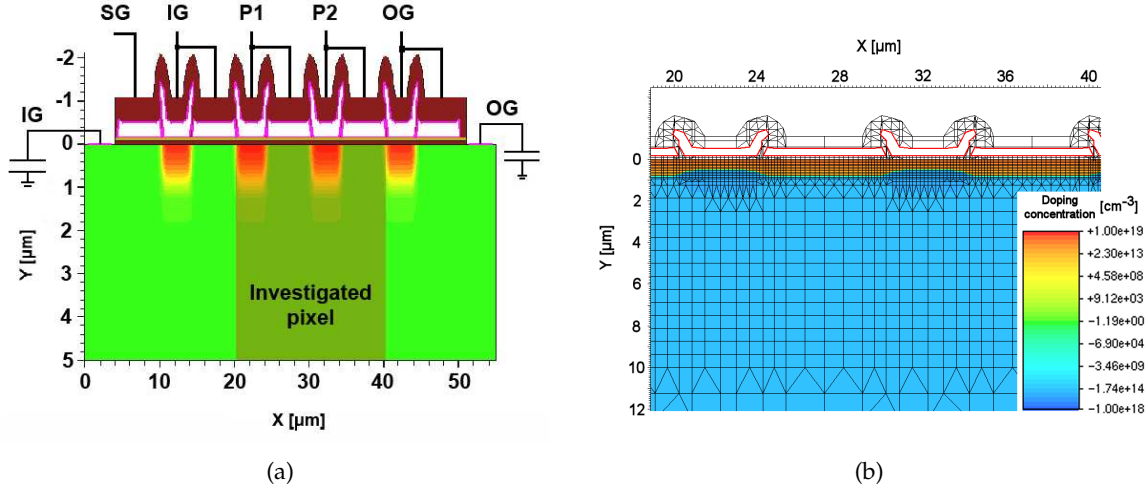 SG IG P1 P2 OG
-2
-1
IG
OG
0
1
2
3
4
5
Y [µm]
Investigated
pixel
0 10 20 30 40 50
X [µm]
(a)
X [µm]
20 24 28 32 36 40
0
2
4
6
8
10
12
Y [µm]
Doping
concentration [cm⁻³]
+1.00e+19
+2.30e+13
+4.58e+08
+9.12e+03
-1.19e+00
-6.90e+04
-3.46e+09
-1.74e+14
-1.00e+18
(b)